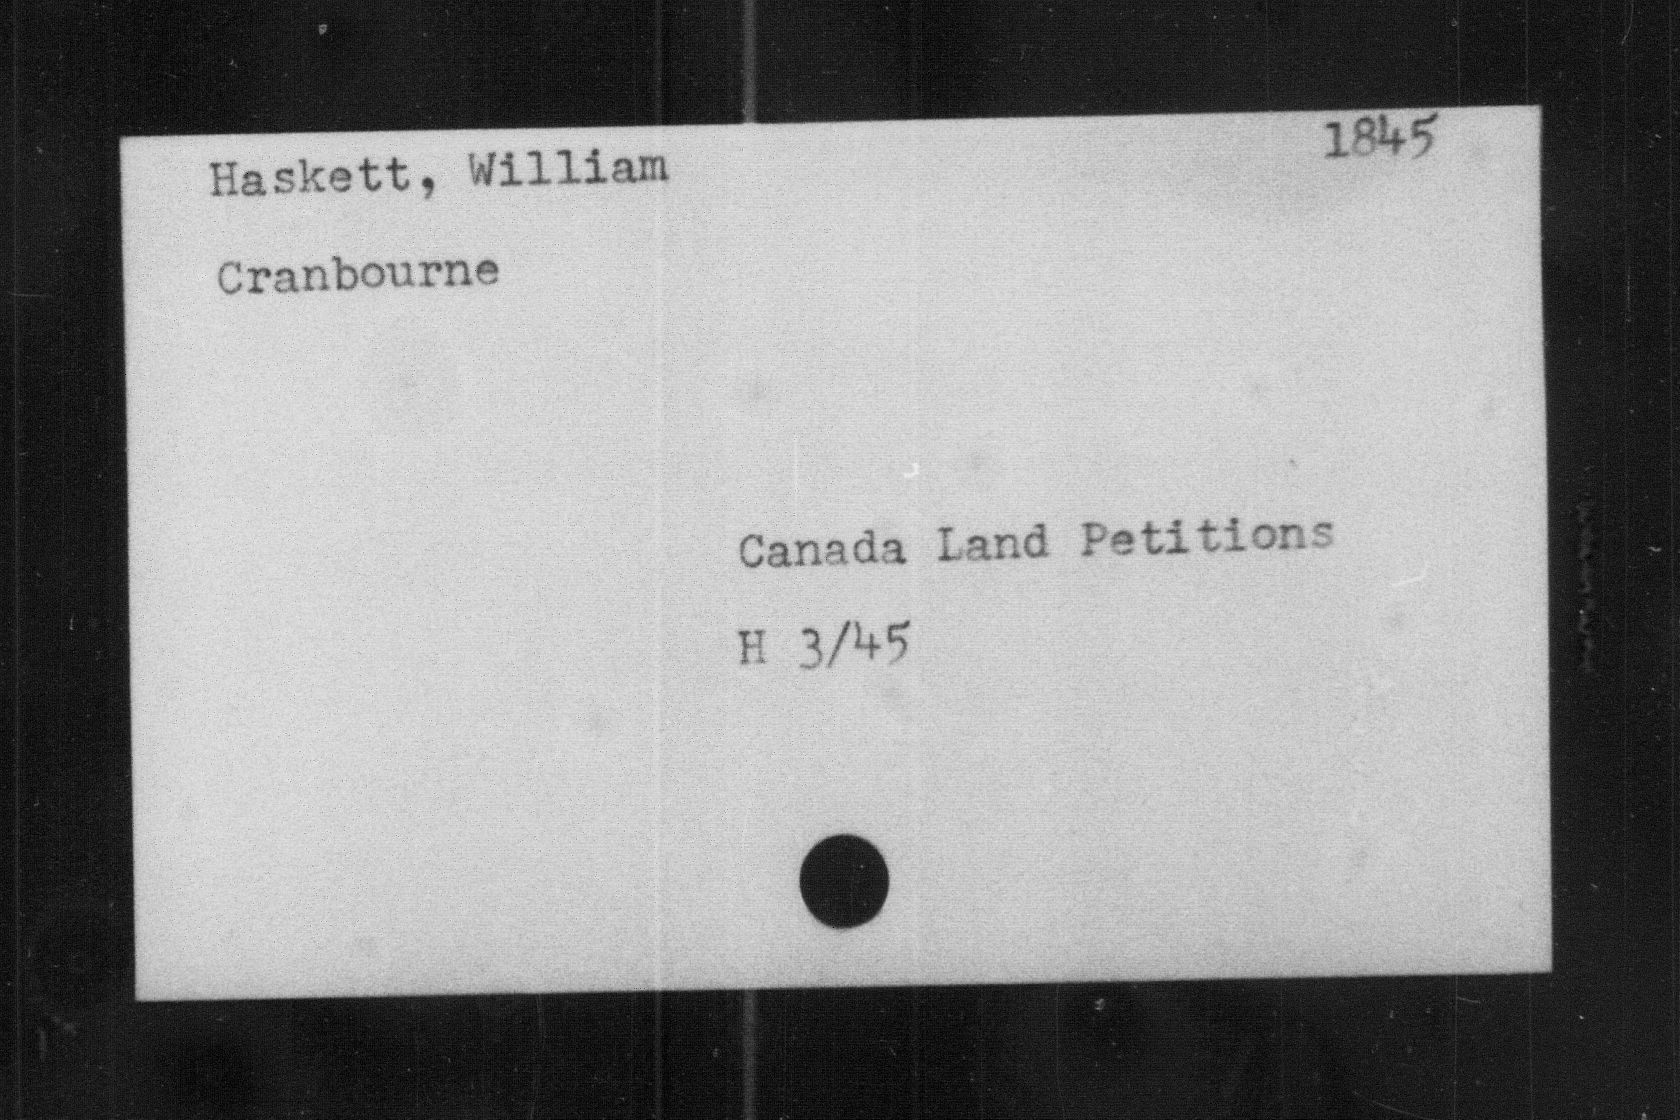 Haskett, William 1845
Cranbourne
Canada Land Petitions
H 3/45